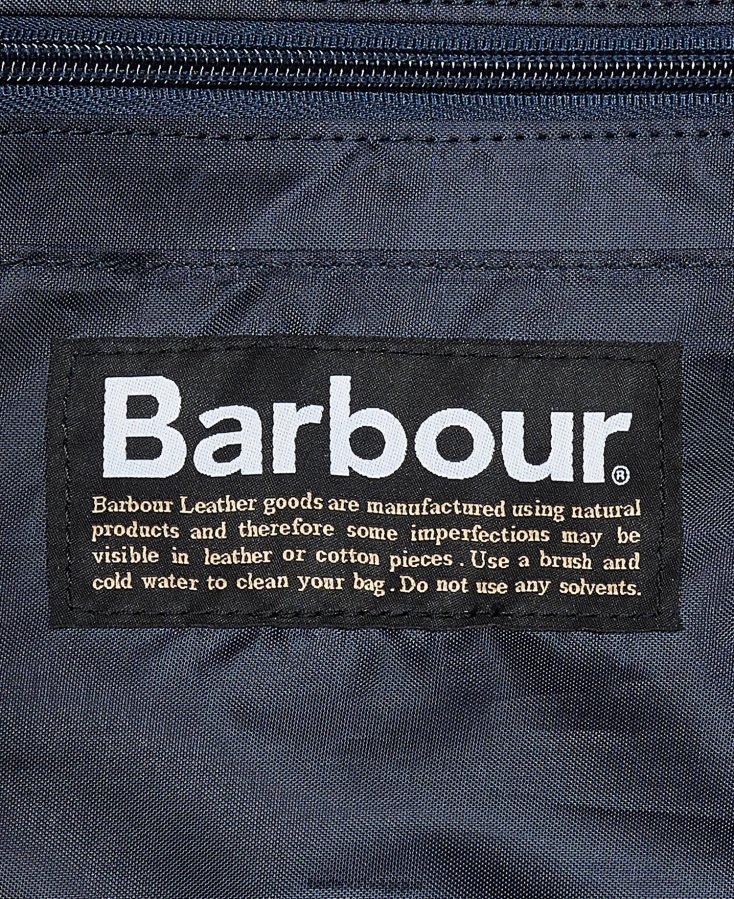 Barbour®
Barbour Leather goods are manufactured using natural
products and therefore some imperfections may be
visible in leather or cotton pieces. Use a brush and
cold water to clean your bag. Do not use any solvents.